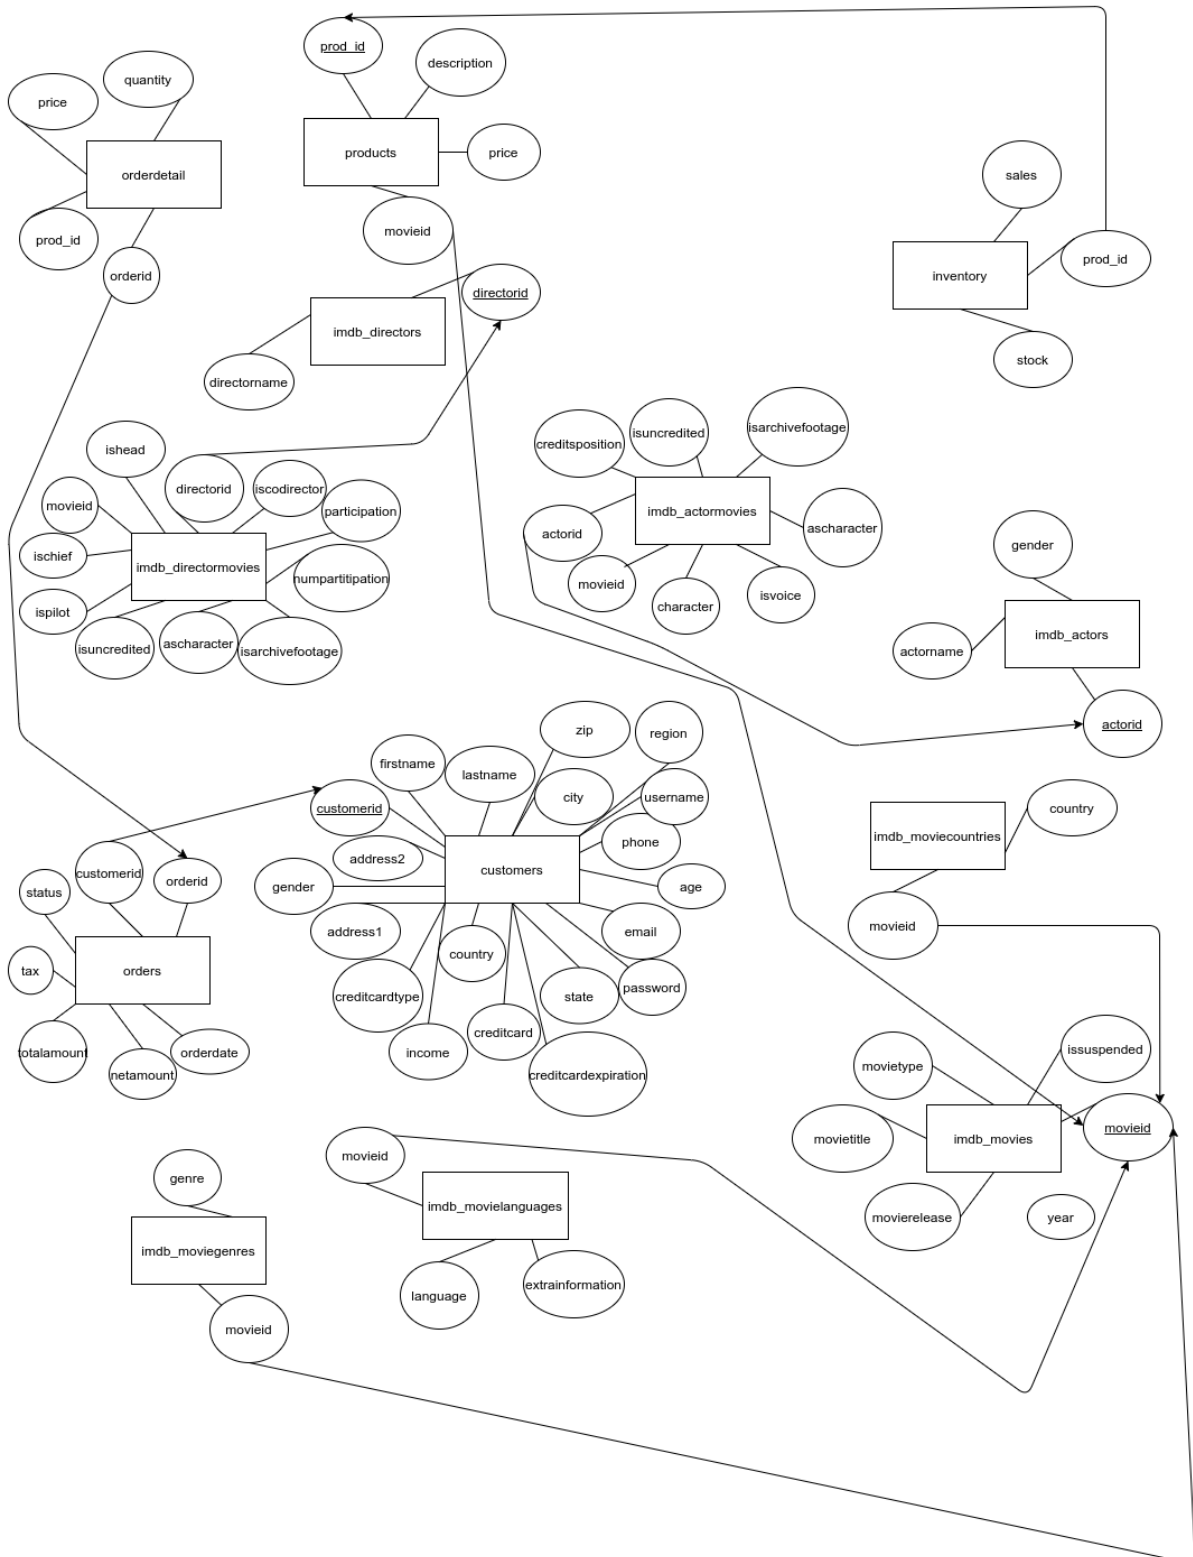 prod_id
description
quantity
price
products
price
orderdetail
sales
movieid
prod_id
orderid
prod_id
inventory
directorid
imdb_directors
stock
directorname
isarchivefootage
isuncredited
creditsposition
ishead
directorid
iscodirector
movieid
participation
imdb_actormovies
ascharacter
actorid
gender
ischief
imdb_directormovies
numpartitipation
movieid
isvoice
character
ispilot
imdb_actors
isuncredited
ascharacter
isarchivefootage
actorname
actorid
zip
region
firstname
lastname
customerid
city
username
country
imdb_moviecountries
address2
phone
customerid
orderid
customers
gender
age
status
address1
email
movieid
country
orders
tax
password
creditcardtype
state
creditcard
totalamount
netamount
orderdate
income
creditcardexpiration
issuspended
movietype
movieid
movietitle
imdb_movies
movieid
genre
imdb_movielanguages
movierelease
year
imdb_moviegenres
language
extrainformation
movieid